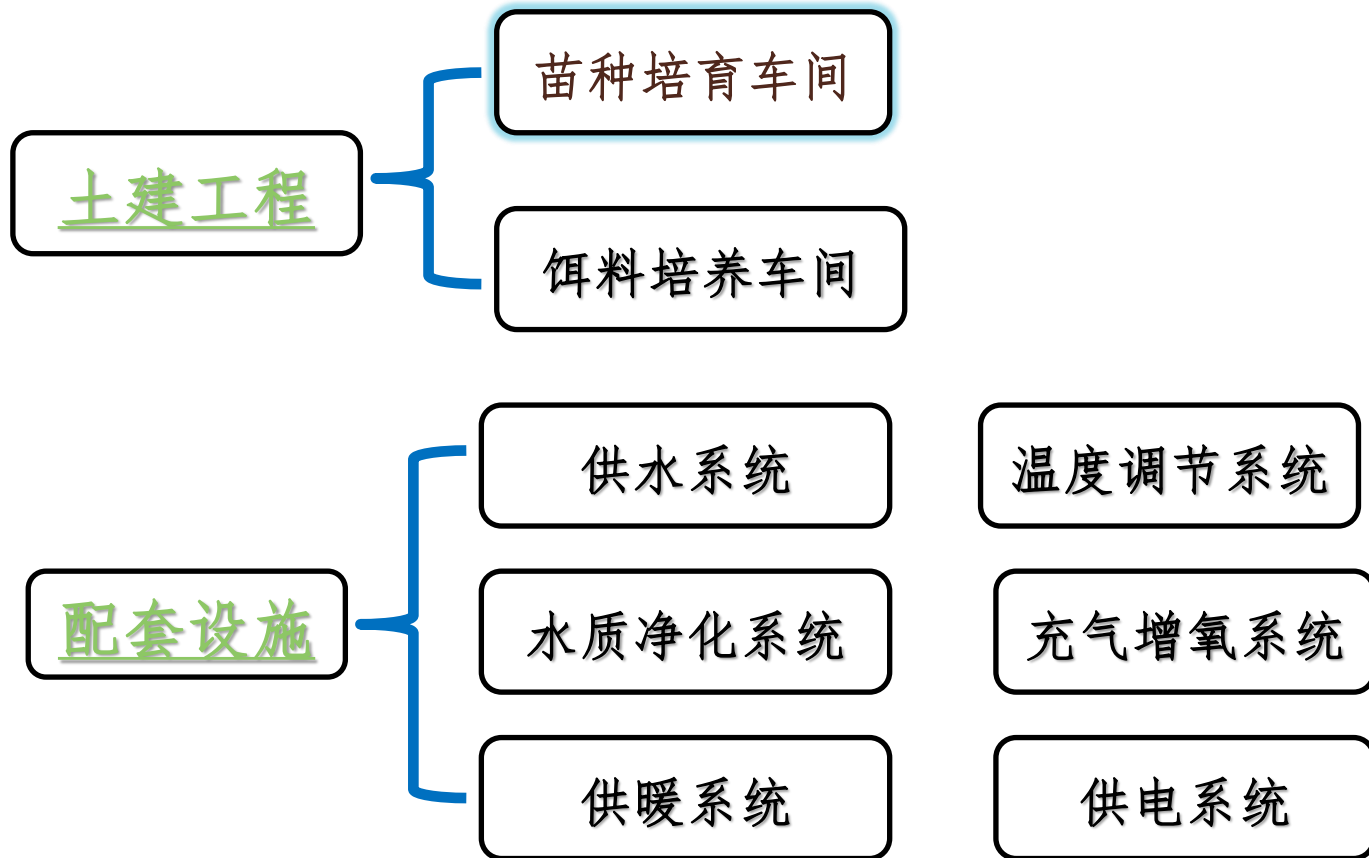 苗种培育车间
土建工程
饵料培养车间
供水系统
温度调节系统
配套设施
水质净化系统
充气增氧系统
供暖系统
供电系统